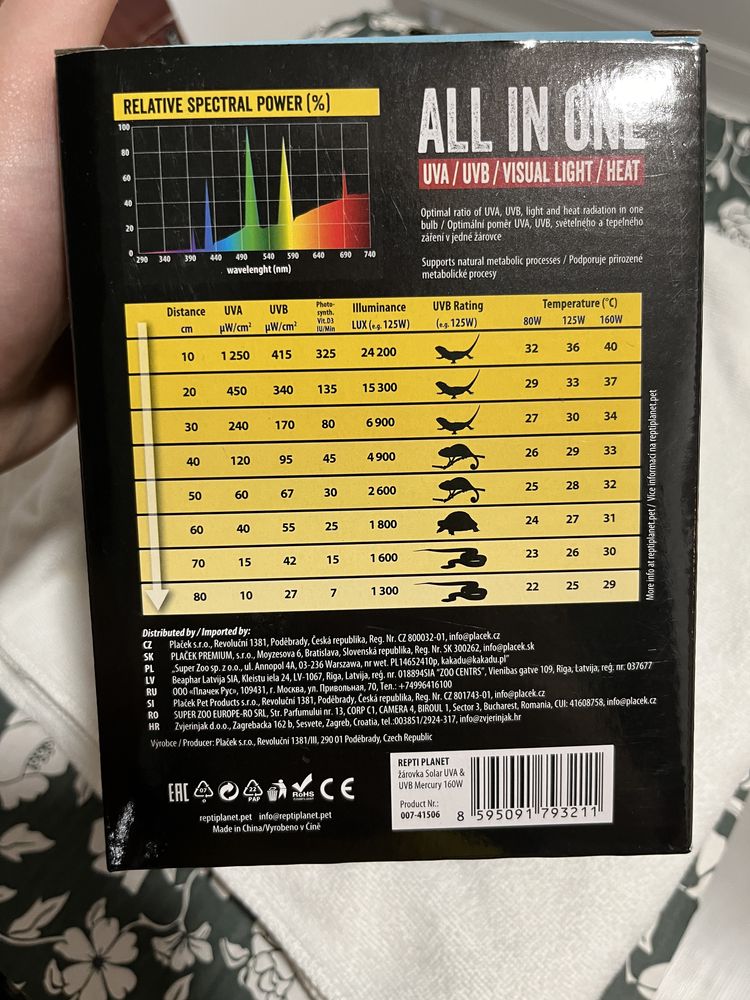 RELATIVE SPECTRAL POWER (%)
100
80
60
40
20
0
290 340 390 440 490 540 590 640 690 740
wavelenght (nm)
ALL IN ONE
UVA / UVB / VISUAL LIGHT / HEAT
Optimal ratio of UVA, UVB, light and heat radiation in one
bulb / Optimální poměr UVA, UVB, světelného a tepelného
záření v jedné žárovce
Supports natural metabolic processes / Podporuje přirozené
metabolické procesy
Distance cm UVA µW/cm² UVB µW/cm² Photo-synth. Vit.D3 IU/Min Illuminance LUX (e.g. 125W) UVB Rating (e.g. 125W) Temperature (°C) 80W 125W 160W
10 1 250 415 325 24 200 32 36 40
20 450 340 135 15 300 29 33 37
30 240 170 80 6 900 27 30 34
40 120 95 45 4 900 26 29 33
50 60 67 30 2 600 25 28 32
60 40 55 25 1 800 24 27 31
70 15 42 15 1 600 23 26 30
80 10 27 7 1 300 22 25 29
More info at reptiplanet.pet / Více informací na reptiplanet.pet
Distributed by / Imported by:
CZ Plaček s.r.o., Revoluční 1381, Poděbrady, Česká republika, Reg. Nr. CZ 800032-01, info@placek.cz
SK PLAČEK PREMIUM, s.r.o., Moyzesova 6, Bratislava, Slovenská republika, Reg. Nr. SK 300262, info@placek.sk
PL „Super Zoo sp. z o.o., ul. Annopol 4A, 03-236 Warszawa, nr wet. PL14652410p, kakadu@kakadu.pl"
LV Beaphar Latvija SIA, Kleistu iela 24, LV-1067, Riga, Latvija, reģ. nr. 018894SIA "ZOO CENTRS", Vienibas gatve 109, Riga, Latvija, reģ. nr. 037677
RU ООО «Плачек Рус», 109431, г. Москва, ул. Привольная, 70, Тел.: +74996416100
SI Plaček Pet Products s.r.o., Revoluční 1381, Poděbrady, Česká republika, Reg. Nr. CZ 801743-01, info@placek.cz
RO SUPER ZOO EUROPE-RO SRL, Str. Parfumului nr. 13, CORP C1, CAMERA 4, BIROUL 1, Sector 3, Bucharest, Romania, CUI: 41608758, info@placek.cz
HR Zvjerinjak d.o.o., Zagrebacka 162 b, Sesvete, Zagreb, Croatia, tel.:003851/2924-317, info@zvjerinjak.hr
Výrobce / Producer: Plaček s.r.o., Revoluční 1381/III, 290 01 Poděbrady, Czech Republic
EAC 07 22 PAP RoHS CE
reptiplanet.pet info@reptiplanet.pet
Made in China/Vyrobeno v Číně
REPTI PLANET
žárovka Solar UVA &
UVB Mercury 160W
Product Nr.:
007-41506
8 595091 793211